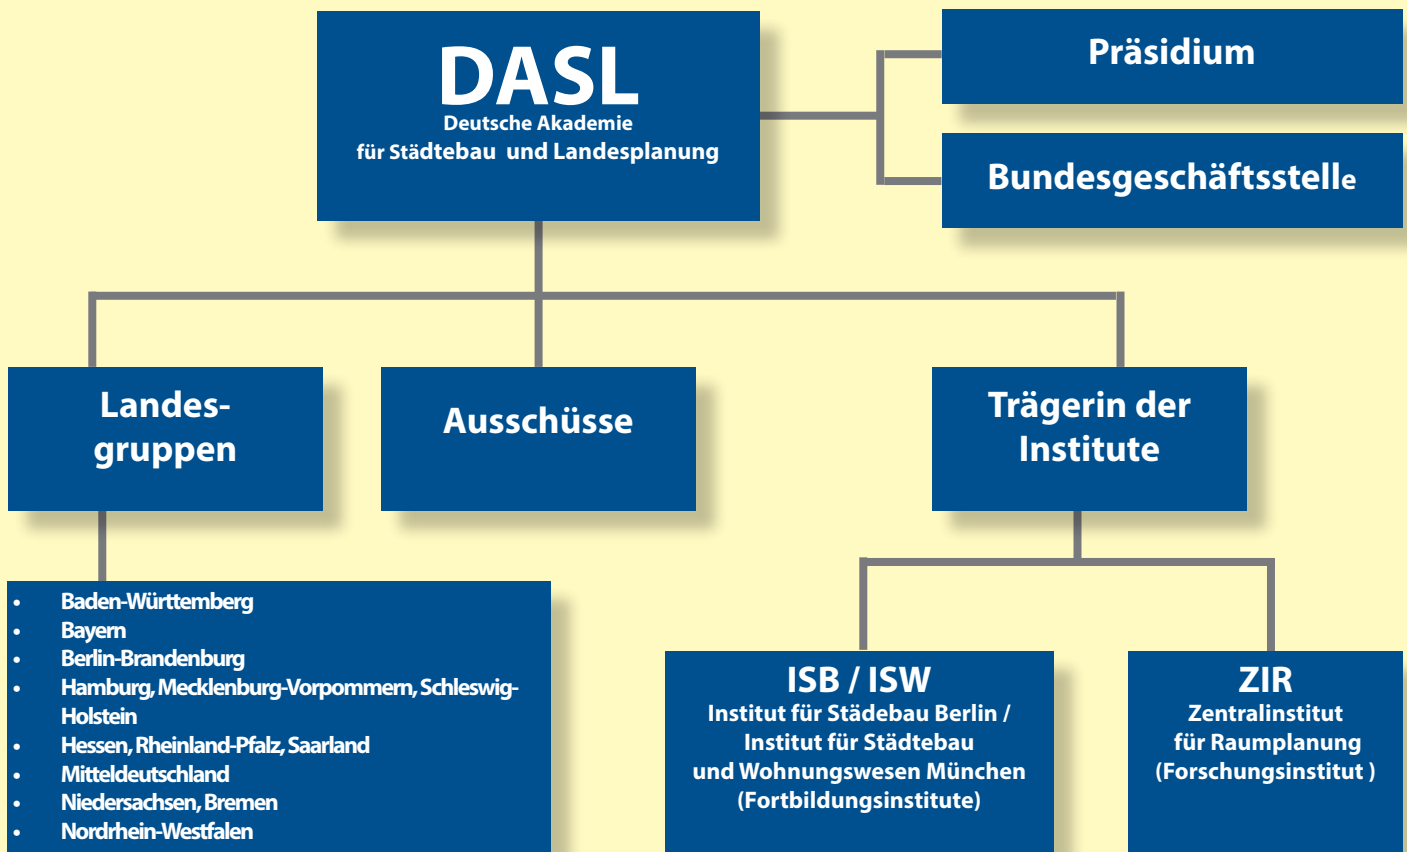 DASL
Deutsche Akademie
für Städtebau und Landesplanung
Präsidium
Bundesgeschäftsstelle
Landes-
gruppen
Ausschüsse
Trägerin der
Institute
• Baden-Württemberg
• Bayern
• Berlin-Brandenburg
• Hamburg, Mecklenburg-Vorpommern, Schleswig-
Holstein
• Hessen, Rheinland-Pfalz, Saarland
• Mitteldeutschland
• Niedersachsen, Bremen
• Nordrhein-Westfalen
ISB / ISW
Institut für Städebau Berlin /
Institut für Städtebau
und Wohnungswesen München
(Fortbildungsinstitute)
ZIR
Zentralinstitut
für Raumplanung
(Forschungsinstitut )